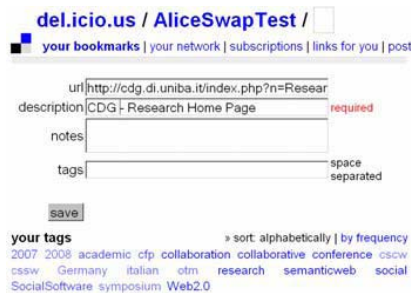 del.icio.us / AliceSwapTest /
your bookmarks | your network | subscriptions | links for you | post
url http://cdg.di.uniba.it/index.php?n=Resear
description CDG - Research Home Page required
notes
tags space separated
save
your tags » sort: alphabetically | by frequency
2007 2008 academic cfp collaboration collaborative conference cscw
cssw Germany italian otm research semanticweb social
SocialSoftware symposium Web2.0